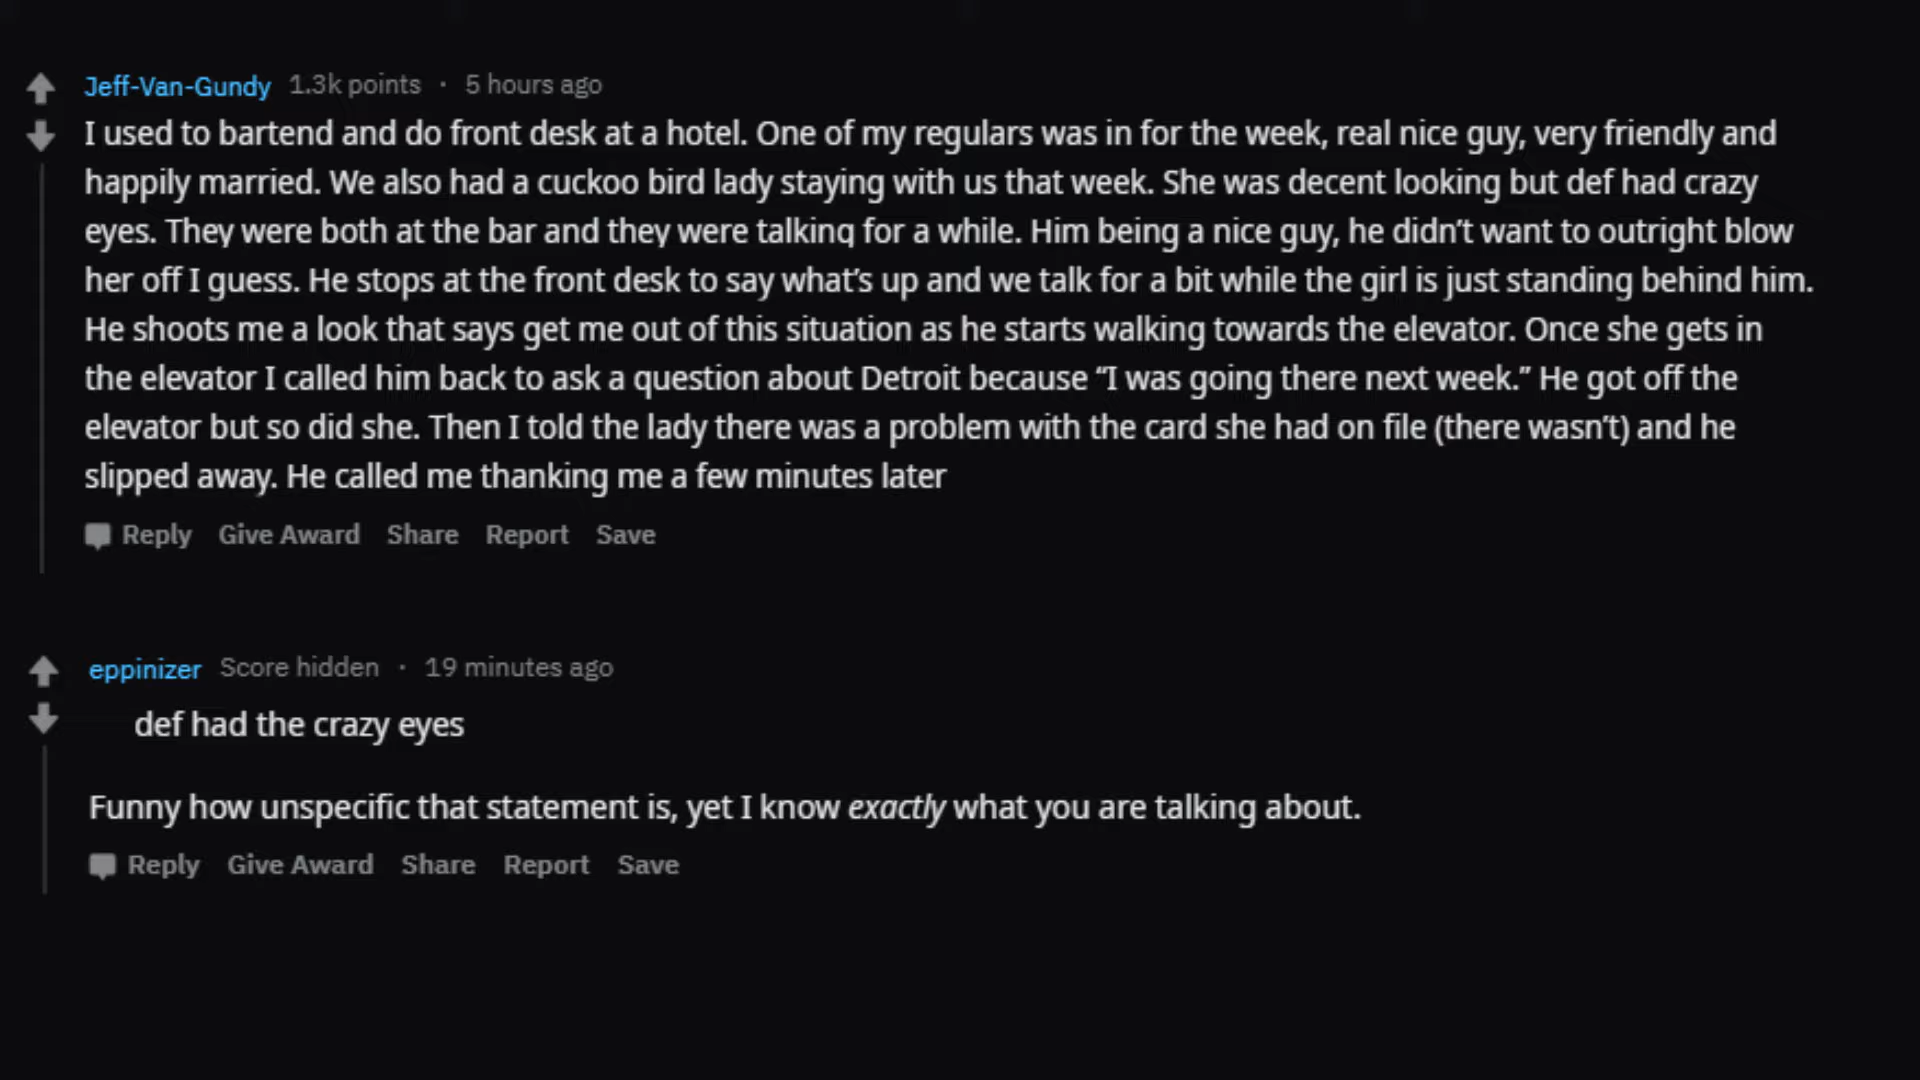 Jeff-Van-Gundy 1.3k points · 5 hours ago
I used to bartend and do front desk at a hotel. One of my regulars was in for the week, real nice guy, very friendly and
happily married. We also had a cuckoo bird lady staying with us that week. She was decent looking but def had crazy
eyes. They were both at the bar and they were talking for a while. Him being a nice guy, he didn’t want to outright blow
her off I guess. He stops at the front desk to say what’s up and we talk for a bit while the girl is just standing behind him.
He shoots me a look that says get me out of this situation as he starts walking towards the elevator. Once she gets in
the elevator I called him back to ask a question about Detroit because “I was going there next week.” He got off the
elevator but so did she. Then I told the lady there was a problem with the card she had on file (there wasn’t) and he
slipped away. He called me thanking me a few minutes later
Reply Give Award Share Report Save
eppinizer Score hidden · 19 minutes ago
def had the crazy eyes
Funny how unspecific that statement is, yet I know exactly what you are talking about.
Reply Give Award Share Report Save